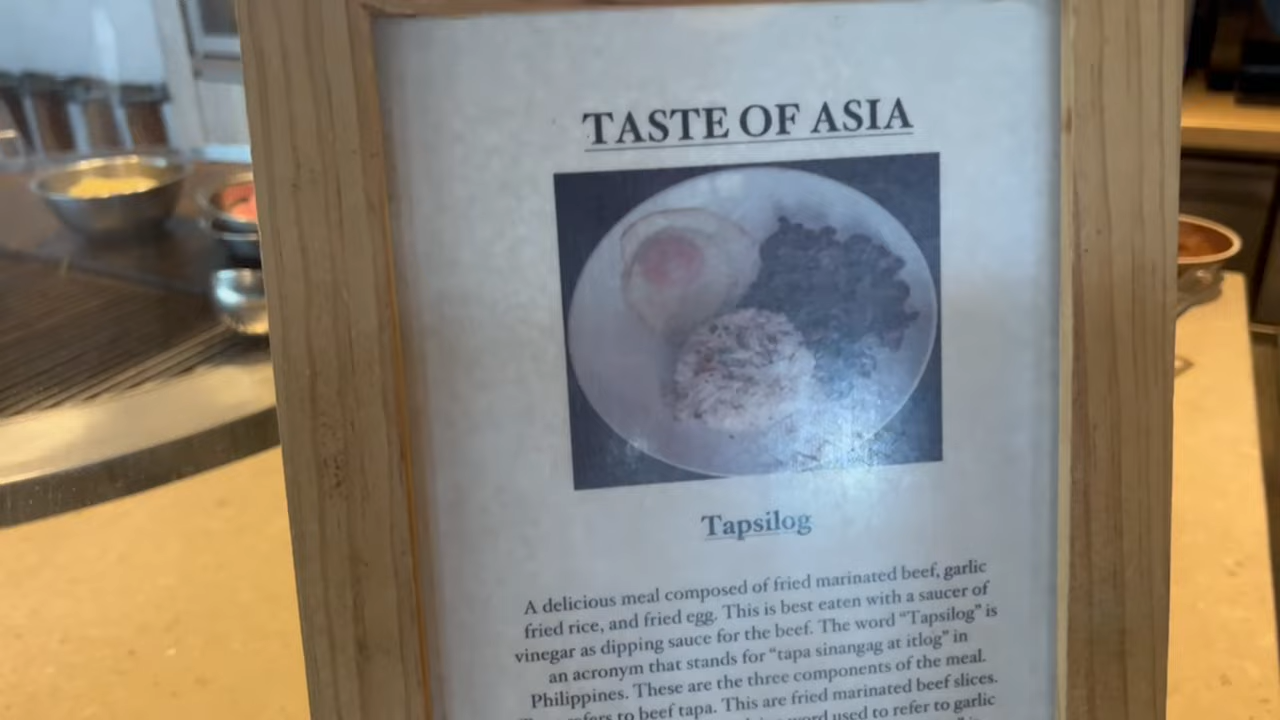 TASTE OF ASIA
Tapsilog
A delicious meal composed of fried marinated beef, garlic
fried rice, and fried egg. This is best eaten with a saucer of
vinegar as dipping sauce for the beef. The word “Tapsilog” is
an acronym that stands for “tapa sinangag at itlog” in
Philippines. These are the three components of the meal.
refers to beef tapa. This are fried marinated beef slices.
word used to refer to garlic